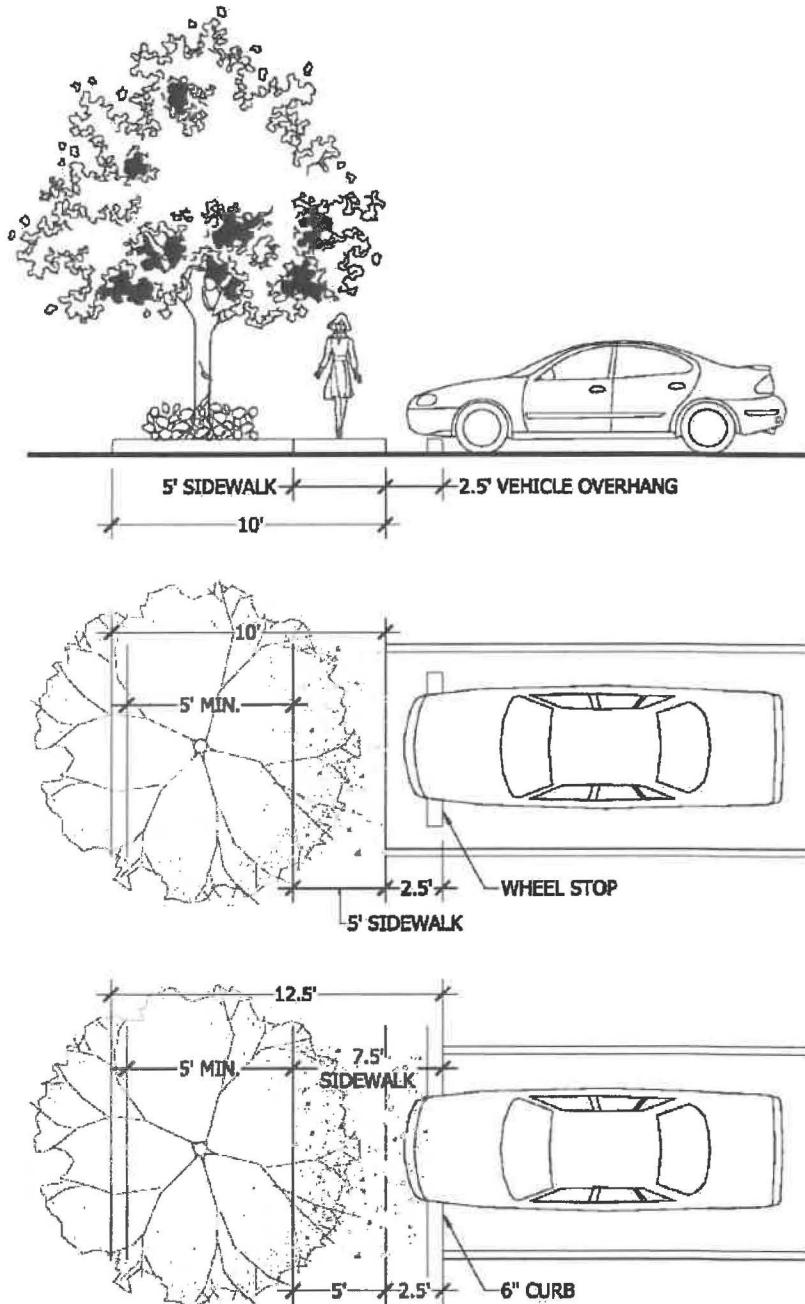 5' SIDEWALK
2.5' VEHICLE OVERHANG
10'
10'
5' MIN.
2.5'
WHEEL STOP
5' SIDEWALK
12.5'
5' MIN.
7.5'
SIDEWALK
5'
2.5'
6" CURB